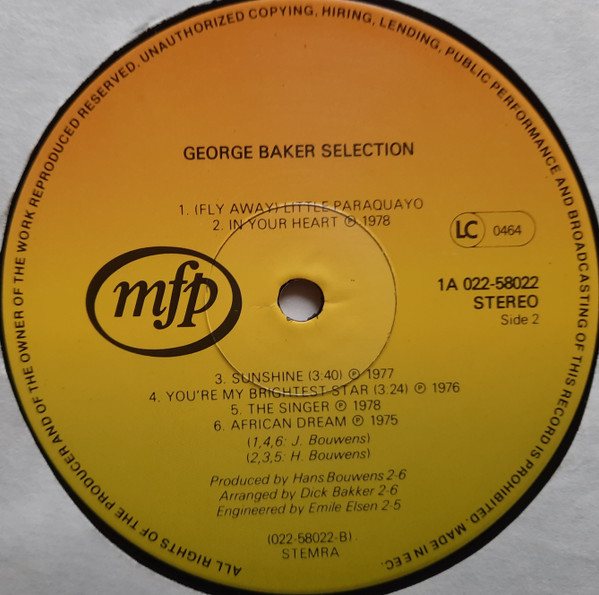 ALL RIGHTS OF THE PRODUCER AND OF THE OWNER OF THE WORK REPRODUCED RESERVED. UNAUTHORIZED COPYING, HIRING, LENDING, PUBLIC PERFORMANCE AND BROADCASTING OF THIS RECORD IS PROHIBITED. MADE IN EEC.
GEORGE BAKER SELECTION
1. (FLY AWAY) LITTLE PARAQUAYO
2. IN YOUR HEART ℗ 1978
LC 0464
mfp
1A 022-58022
STEREO
Side 2
3. SUNSHINE (3:40) ℗ 1977
4. YOU'RE MY BRIGHTEST STAR (3.24) ℗ 1976
5. THE SINGER ℗ 1978
6. AFRICAN DREAM ℗ 1975
(1,4,6: J. Bouwens)
(2,3,5: H. Bouwens)
Produced by Hans Bouwens 2-6
Arranged by Dick Bakker 2-6
Engineered by Emile Elsen 2-5
(022-58022-B)
STEMRA